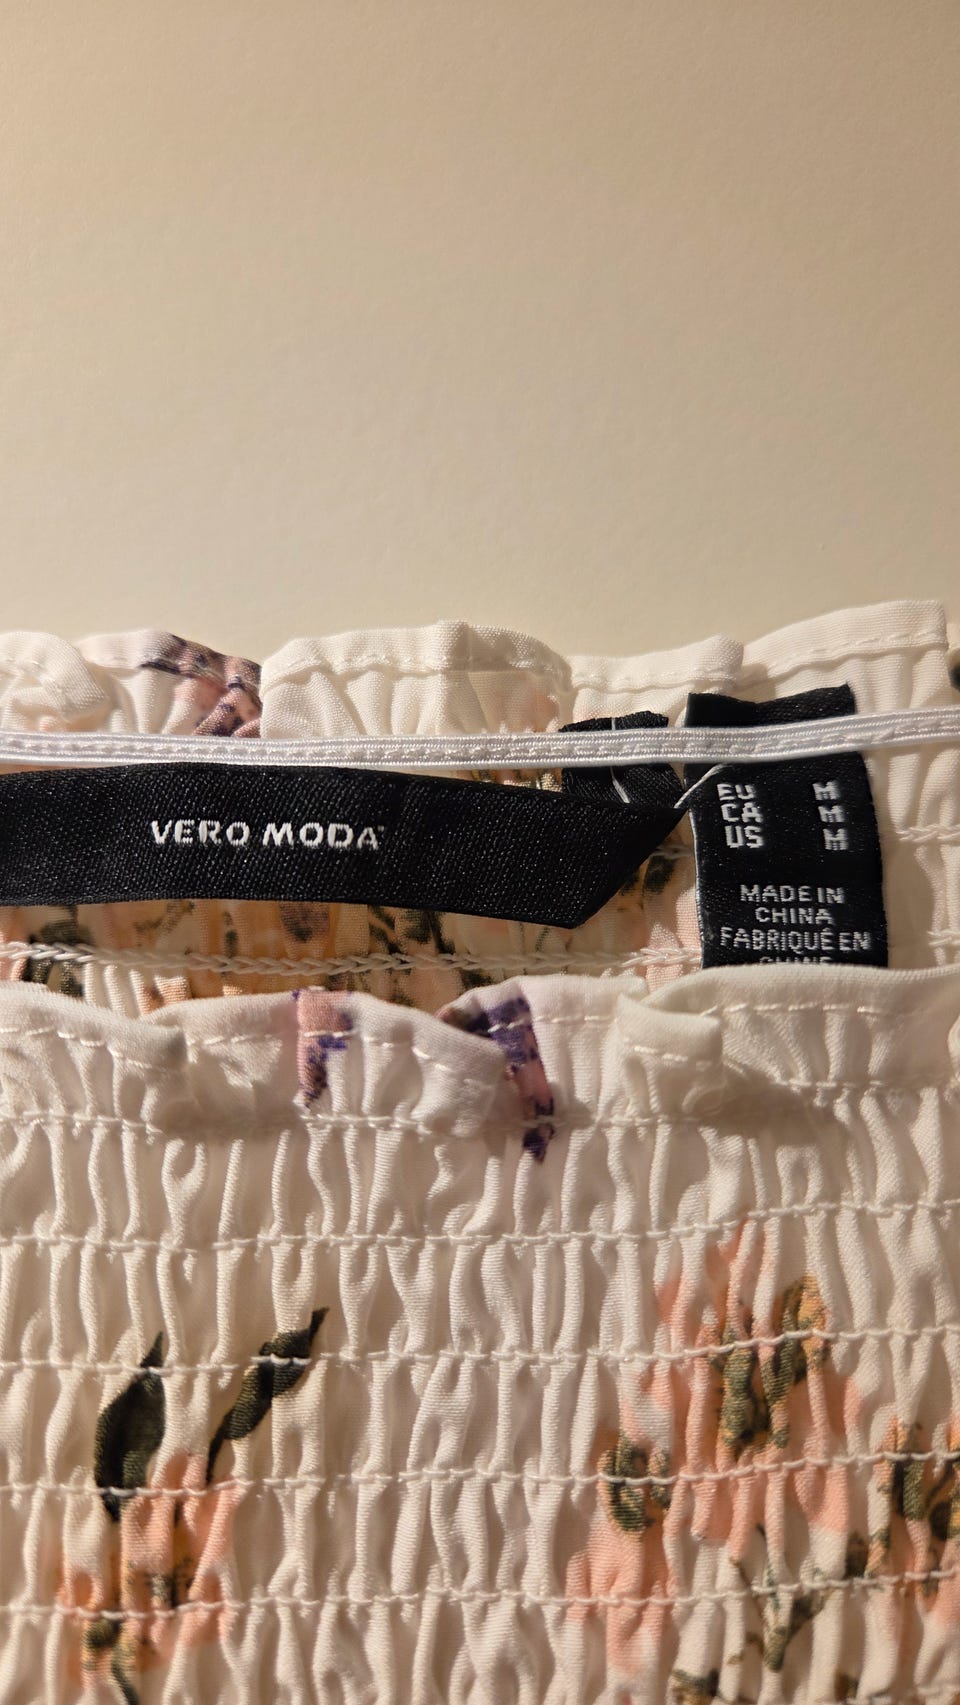 VERO MODA
EU M
CA M
US M
MADE IN
CHINA
FABRIQUÉ EN